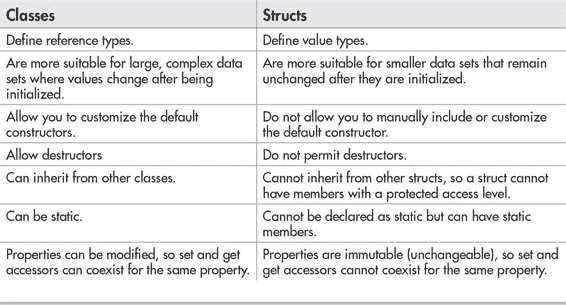 Classes Structs
Define reference types. Define value types.
Are more suitable for large, complex data
sets where values change after being
initialized.
Are more suitable for smaller data sets that remain
unchanged after they are initialized.
Allow you to customize the default
constructors.
Do not allow you to manually include or customize
the default constructor.
Allow destructors Do not permit destructors.
Can inherit from other classes.
Cannot inherit from other structs, so a struct cannot
have members with a protected access level.
Can be static.
Cannot be declared as static but can have static
members.
Properties can be modified, so set and get
accessors can coexist for the same property.
Properties are immutable (unchangeable), so set and
get accessors cannot coexist for the same property.